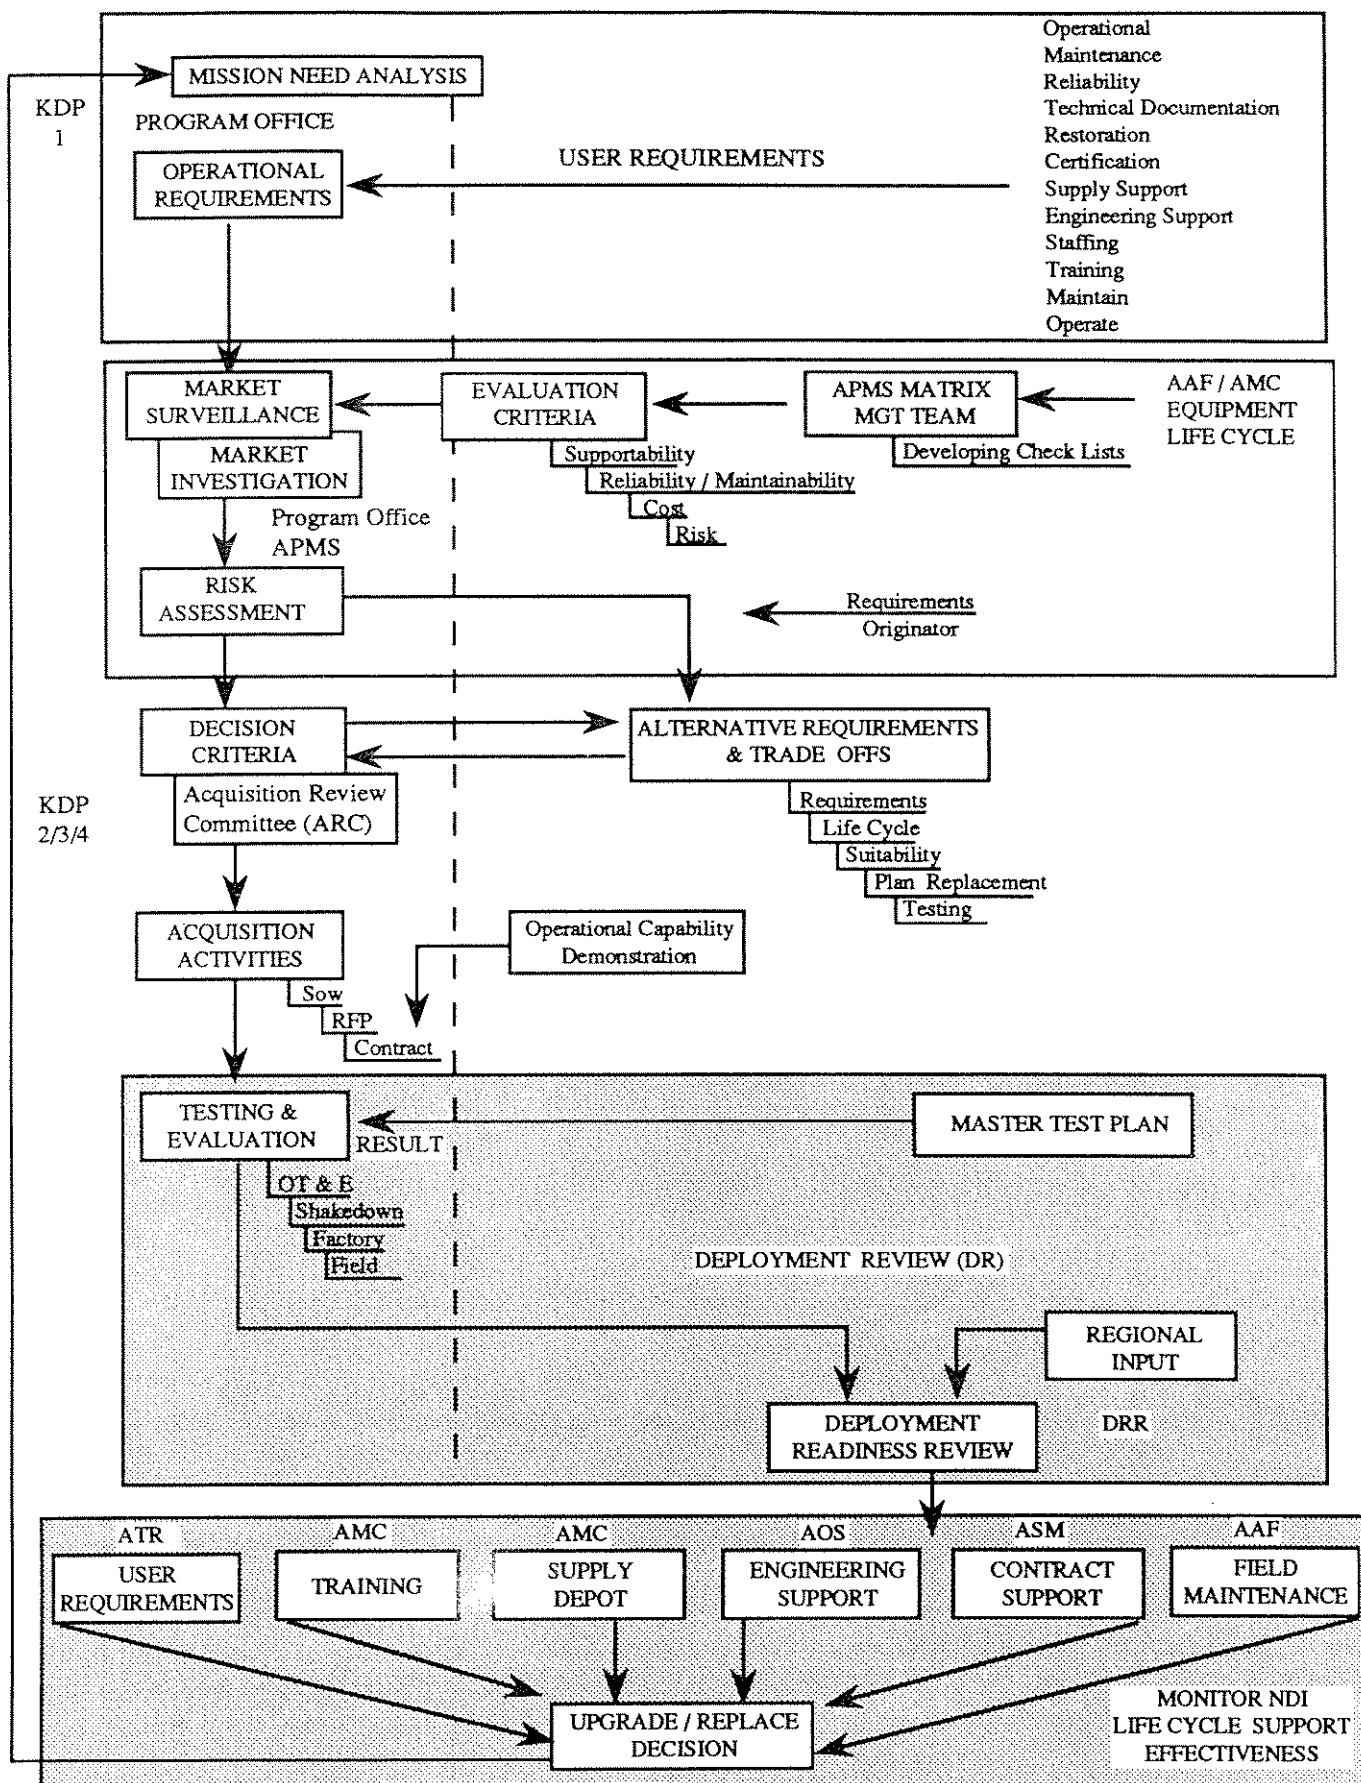 Operational
Maintenance
Reliability
Technical Documentation
Restoration
Certification
Supply Support
Engineering Support
Staffing
Training
Maintain
Operate
MISSION NEED ANALYSIS
KDP
1
PROGRAM OFFICE
OPERATIONAL
REQUIREMENTS
USER REQUIREMENTS
MARKET
SURVEILLANCE
MARKET
INVESTIGATION
EVALUATION
CRITERIA
Supportability
Reliability / Maintainability
Cost
Risk
APMS MATRIX
MGT TEAM
Developing Check Lists
AAF / AMC
EQUIPMENT
LIFE CYCLE
Program Office
APMS
RISK
ASSESSMENT
Requirements
Originator
DECISION
CRITERIA
Acquisition Review
Committee (ARC)
ALTERNATIVE REQUIREMENTS
& TRADE OFFS
Requirements
Life Cycle
Suitability
Plan Replacement
Testing
KDP
2/3/4
ACQUISITION
ACTIVITIES
Sow
RFP
Contract
Operational Capability
Demonstration
TESTING &
EVALUATION
RESULT
MASTER TEST PLAN
OT & E
Shakedown
Factory
Field
DEPLOYMENT REVIEW (DR)
REGIONAL
INPUT
DEPLOYMENT
READINESS REVIEW
DRR
ATR
AMC
AMC
AOS
ASM
AAF
USER
REQUIREMENTS
TRAINING
SUPPLY
DEPOT
ENGINEERING
SUPPORT
CONTRACT
SUPPORT
FIELD
MAINTENANCE
UPGRADE / REPLACE
DECISION
MONITOR NDI
LIFE CYCLE SUPPORT
EFFECTIVENESS